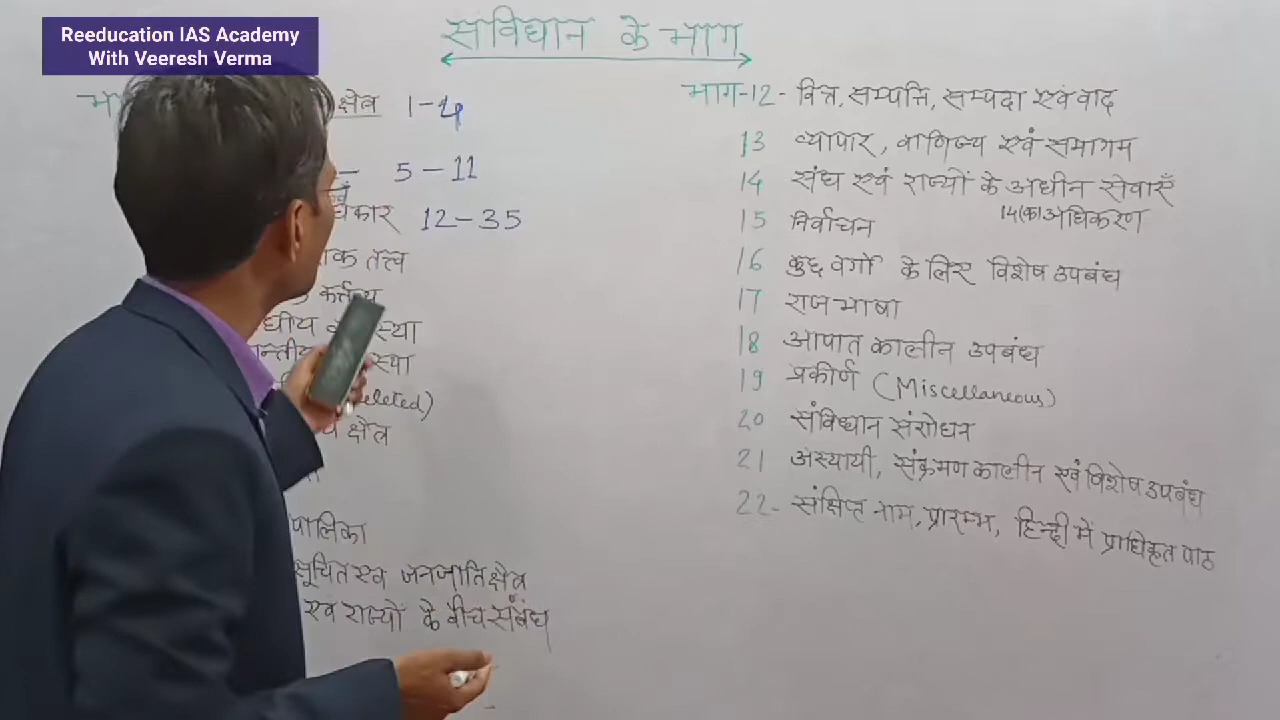 Reeducation IAS Academy
With Veeresh Verma
संविधान के भाग
क्षेत्र 1-4
5-11
12-35
तत्त्व
कर्त्तव्य
क्षेत्र
सूचित एवं जनजाति क्षेत्र
एवं राज्यों के बीच संबंध
भाग-12- वित्त, सम्पत्ति, सम्पदा एवं वाद
13 व्यापार, वाणिज्य एवं समागम
14 संघ एवं राज्यों के अधीन सेवाएँ
14(क) अधिकरण
15 निर्वाचन
16 कुछ वर्गो के लिए विशेष उपबंध
17 राजभाषा
18 आपात कालीन उपबंध
19 प्रकीर्ण (Miscellaneous)
20 संविधान संशोधन
21 अस्थायी, संक्रमण कालीन एवं विशेष उपबंध
22- संक्षिप्त नाम, प्रारम्भ, हिन्दी में प्राधिकृत पाठ